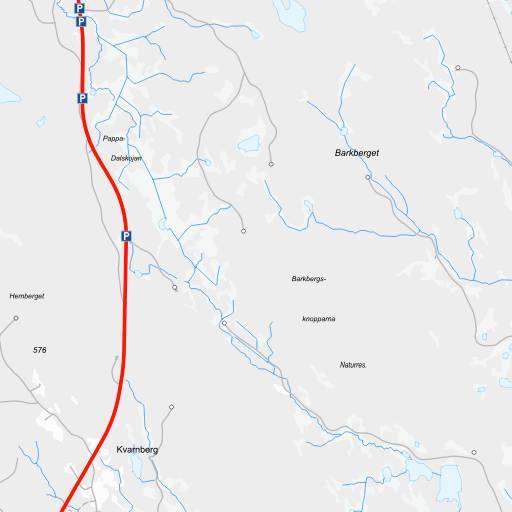 P
P
P
Pappa-
Dalskojan
Barkberget
P
Barkbergs-
Hemberget
knopparna
576
Naturres.
Kvarnberg